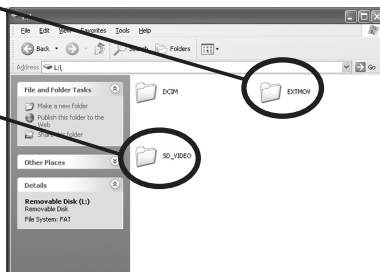 File Edit View Favorites Tools Help
Back Search Folders
Address L:\
Go
File and Folder Tasks
Make a new folder
Publish this folder to the
Web
Share this folder
Other Places
Details
Removable Disk (L:)
Removable Disk
File System: FAT
DCIM
EXTMOV
SD_VIDEO